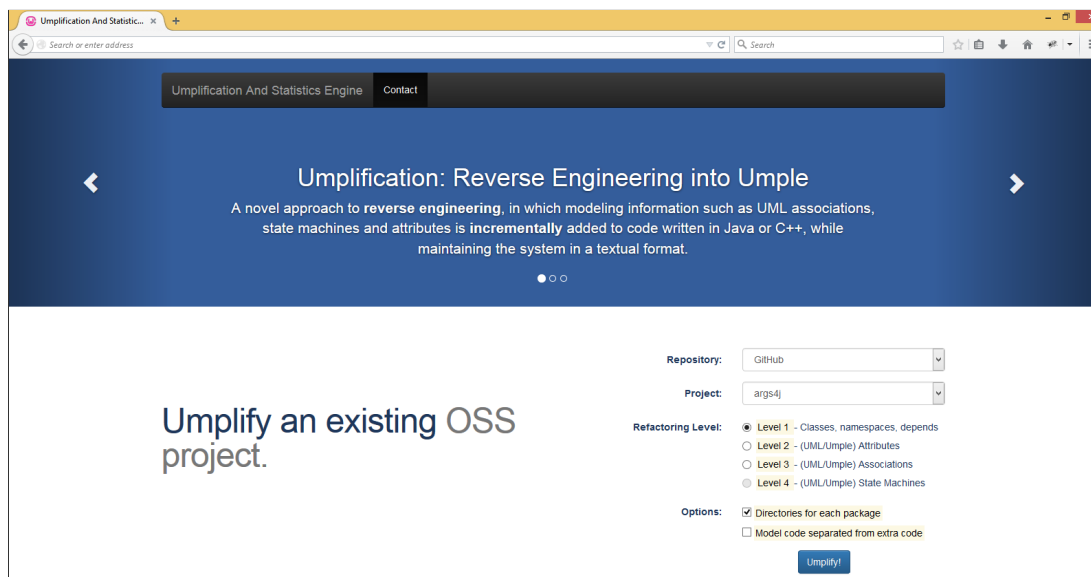 Umplification And Statistic...
Search or enter address
Search
Umplification And Statistics Engine
Contact
Umplification: Reverse Engineering into Umple
A novel approach to reverse engineering, in which modeling information such as UML associations,
state machines and attributes is incrementally added to code written in Java or C++, while
maintaining the system in a textual format.
Umplify an existing OSS
project.
Repository:
GitHub
Project:
args4j
Refactoring Level:
Level 1 - Classes, namespaces, depends
Level 2 - (UML/Umple) Attributes
Level 3 - (UML/Umple) Associations
Level 4 - (UML/Umple) State Machines
Options:
Directories for each package
Model code separated from extra code
Umplify!